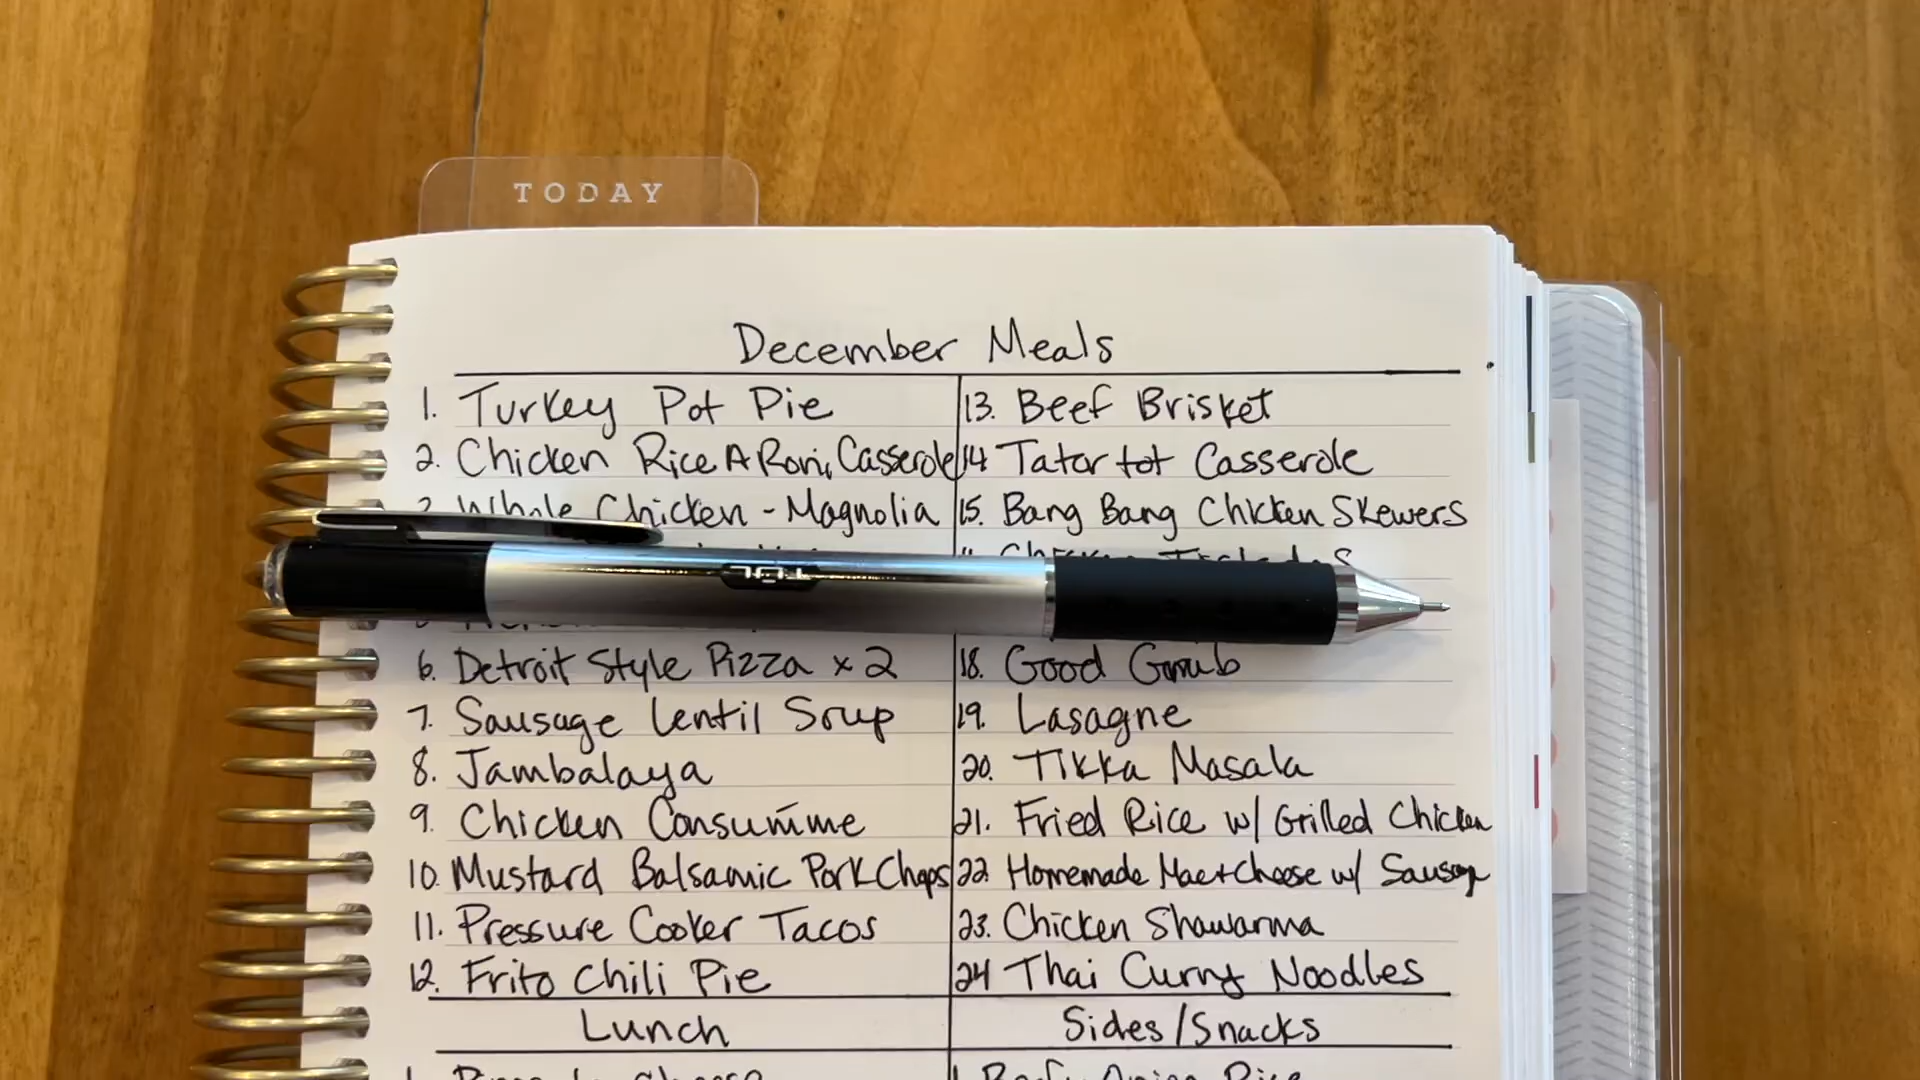 TODAY
December Meals
1. Turkey Pot Pie
2. Chicken Rice A Roni Casserole
3. Whole Chicken - Magnolia
6. Detroit Style Pizza x 2
7. Sausage Lentil Soup
8. Jambalaya
9. Chicken Consumme
10. Mustard Balsamic Pork Chops
11. Pressure Cooker Tacos
12. Frito Chili Pie
13. Beef Brisket
14 Tator tot Casserole
15. Bang Bang Chicken Skewers
Chicken
18. Good Grub
19. Lasagne
20. Tikka Masala
21. Fried Rice w/ Grilled Chicken
22 Homemade Mac+Cheese w/ Sausage
23. Chicken Shawarma
24 Thai Curry Noodles
Lunch
Sides/Snacks
Rice
TUL